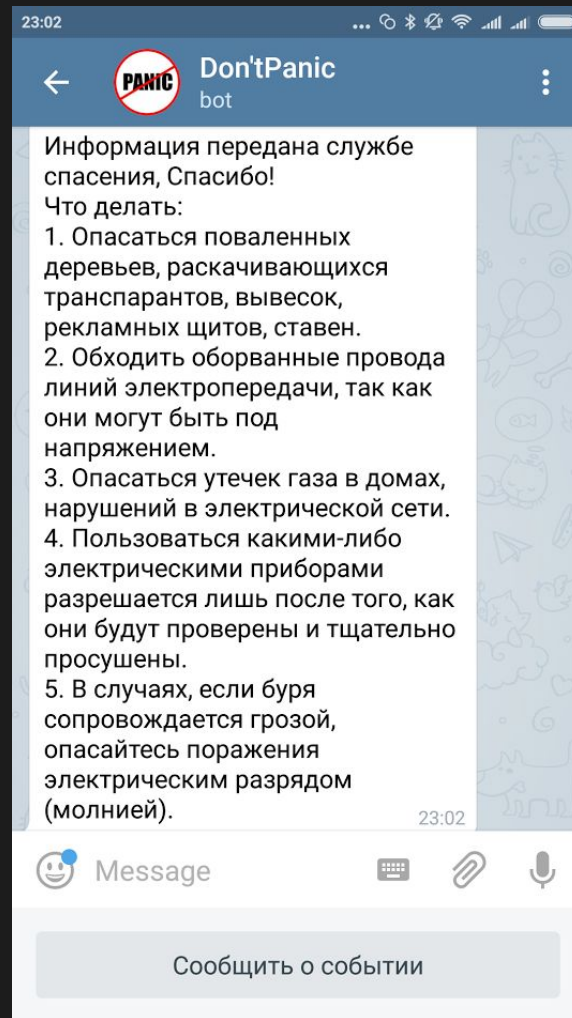 23:02
Don'tPanic
PANIC
bot
Информация передана службе
спасения, Спасибо!
Что делать:
1. Опасаться поваленных
деревьев, раскачивающихся
транспарантов, вывесок,
рекламных щитов, ставен.
2. Обходить оборванные провода
линий электропередачи, так как
они могут быть под
напряжением.
3. Опасаться утечек газа в домах,
нарушений в электрической сети.
4. Пользоваться какими-либо
электрическими приборами
разрешается лишь после того, как
они будут проверены и тщательно
просушены.
5. В случаях, если буря
сопровождается грозой,
опасайтесь поражения
электрическим разрядом
(молнией).
23:02
Message
Сообщить о событии